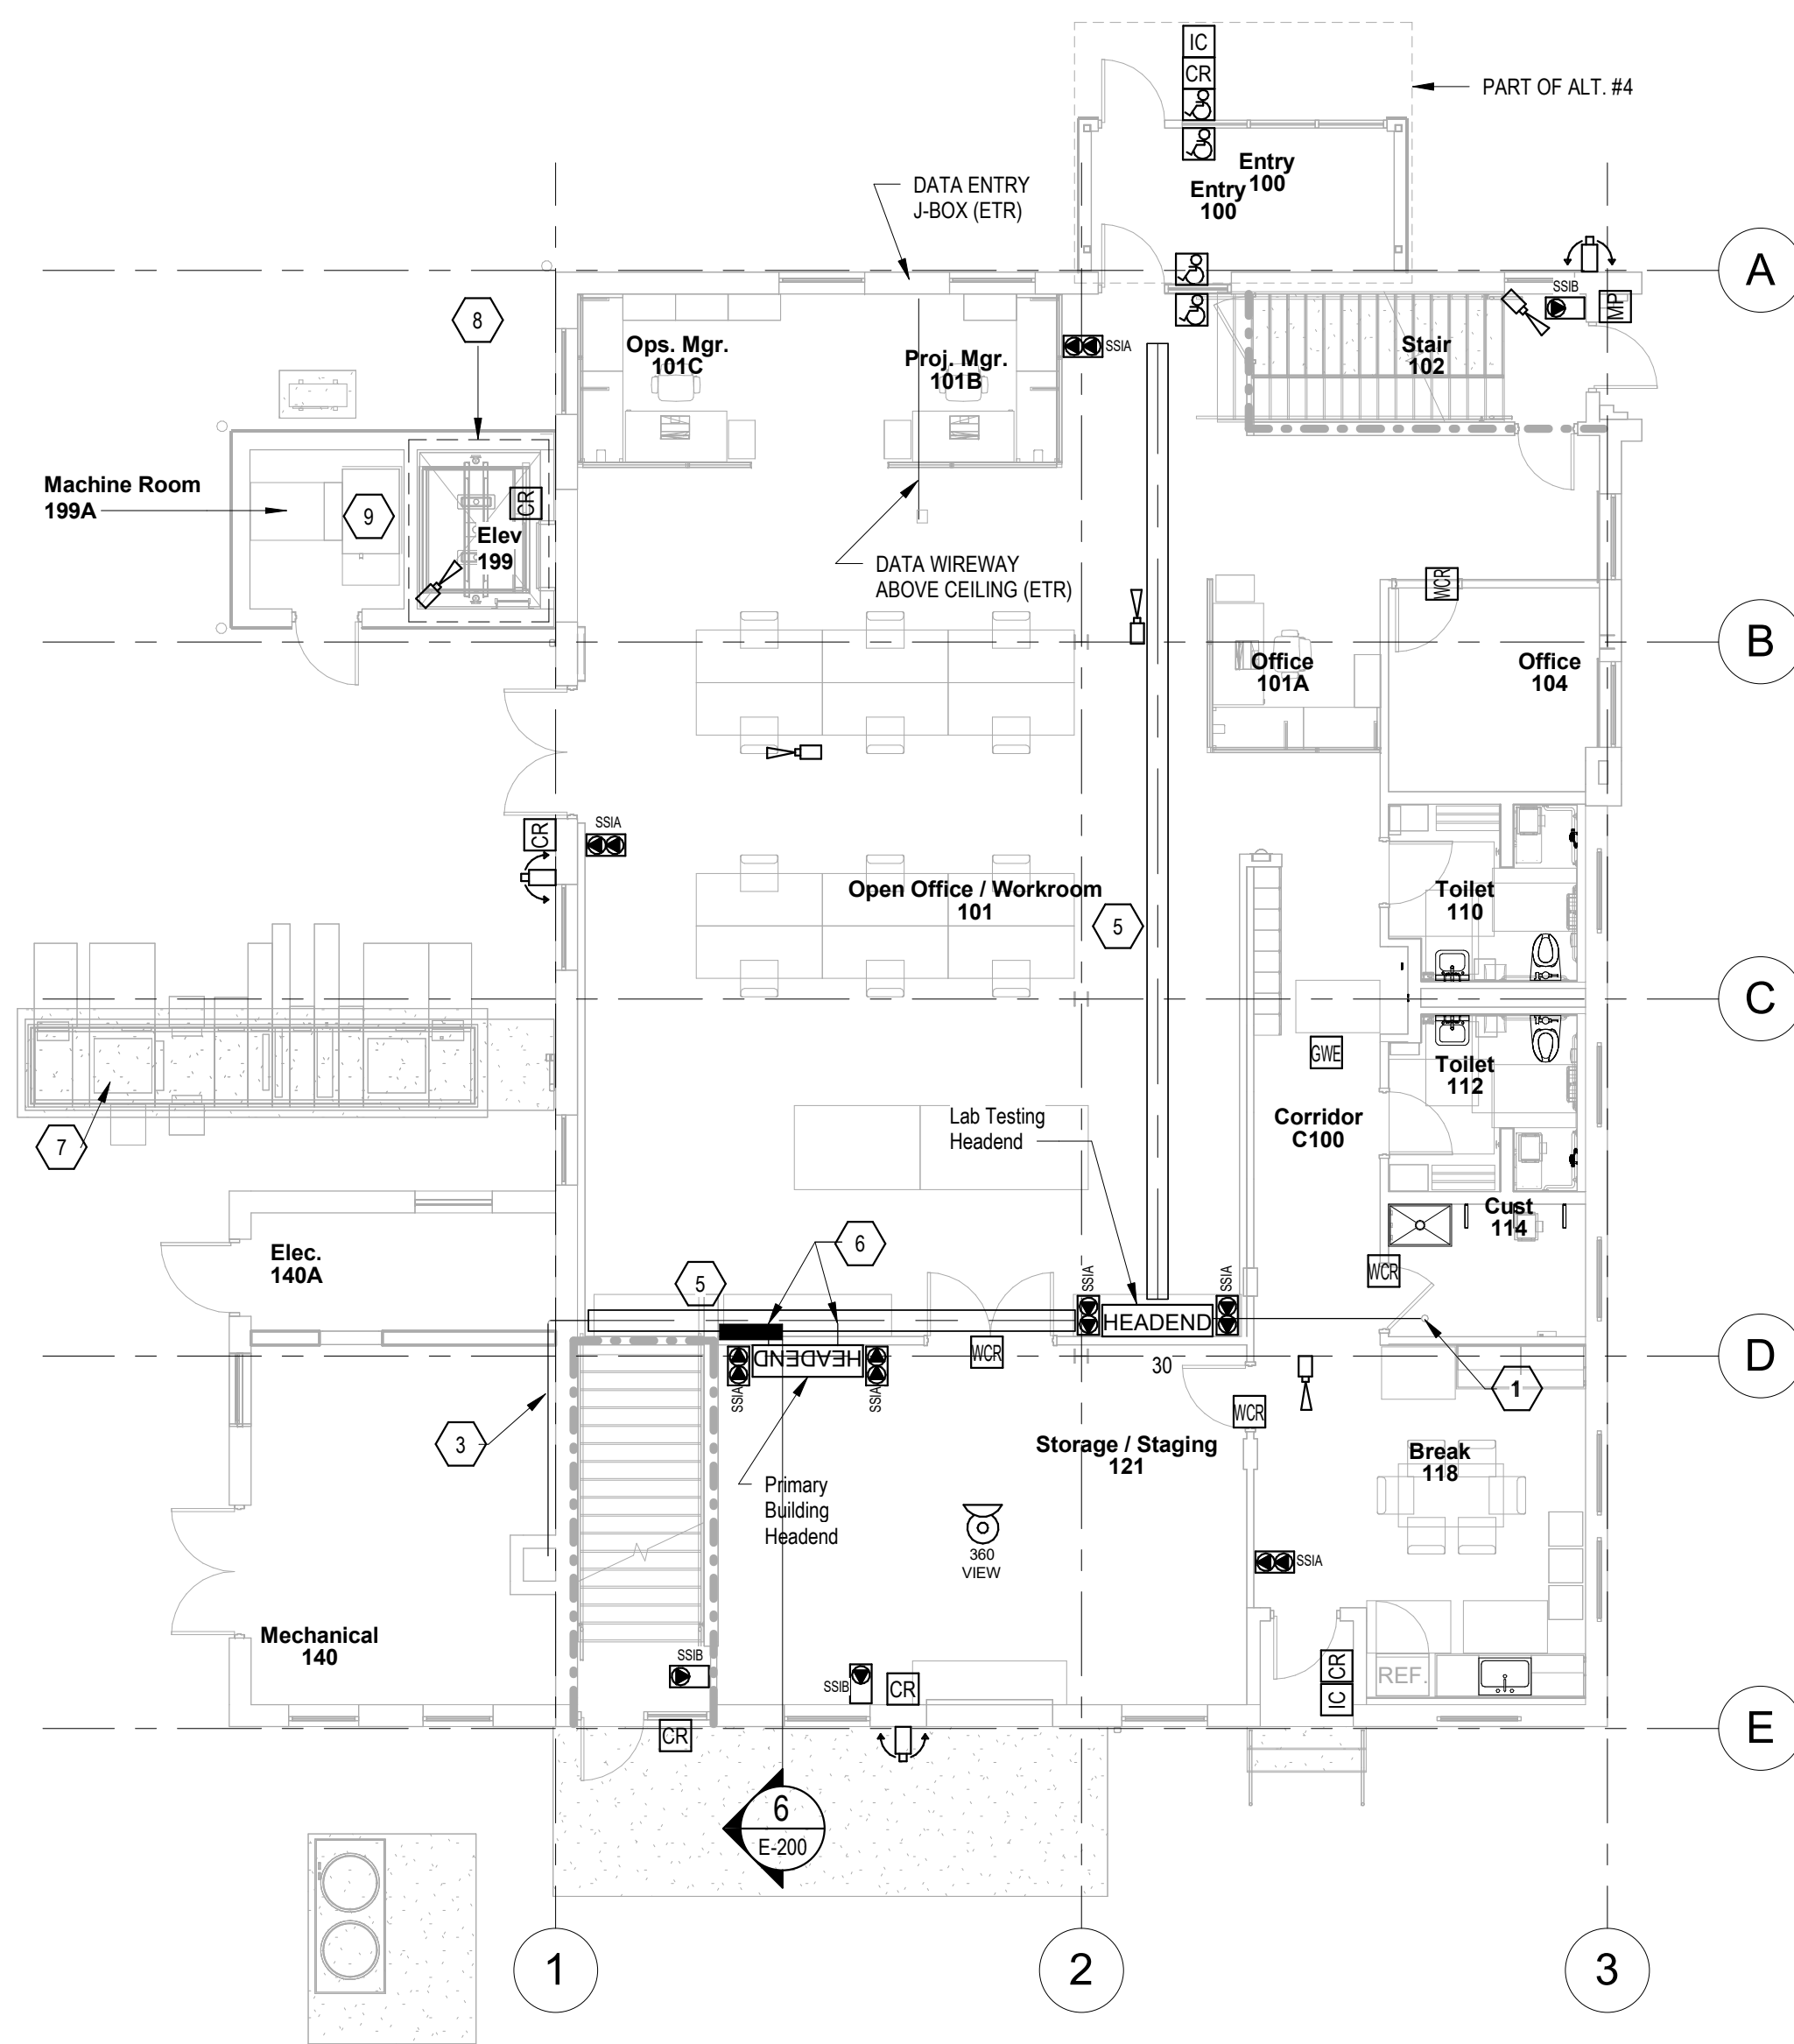 IC
CR
PART OF ALT. #4
Entry
100
Entry
100
DATA ENTRY
J-BOX (ETR)
A
SSIB
MP
8
Ops. Mgr.
101C
Proj. Mgr.
101B
SSIA
Stair
102
Machine Room
199A
9
CR
Elev
199
DATA WIREWAY
ABOVE CEILING (ETR)
WCR
B
Office
101A
Office
104
CR
SSIA
Open Office / Workroom
101
5
Toilet
110
C
GWE
Toilet
112
7
Lab Testing
Headend
Corridor
C100
Cust
114
Elec.
140A
6
5
WCR
SSIA
HEADEND
SSIA
HEADEND
SSIA
SSIA
WCR
30
D
1
3
WCR
Storage / Staging
121
Break
118
Primary
Building
Headend
360
VIEW
SSIA
Mechanical
140
SSIB
SSIB
CR
CR
IC
REF.
CR
E
6
E-200
1
2
3